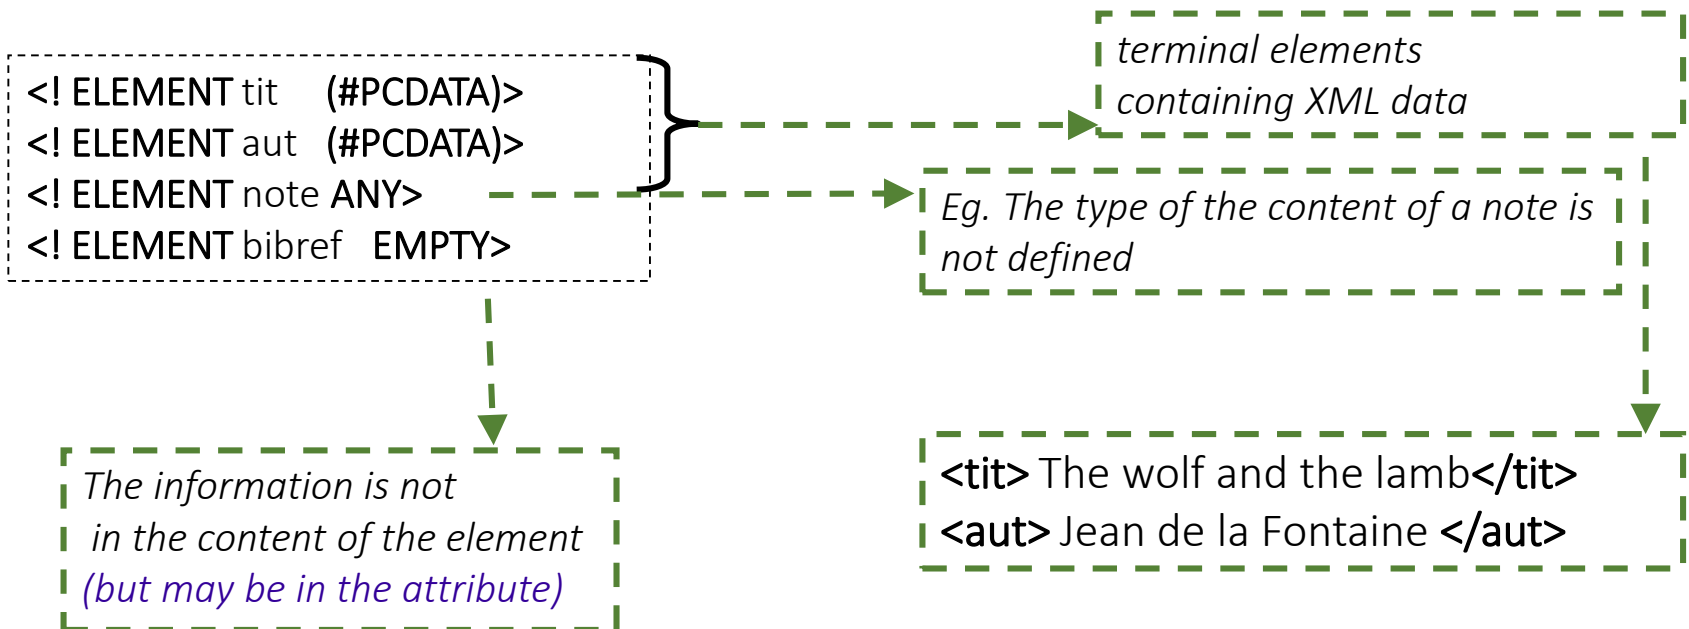 <! ELEMENT tit (#PCDATA)>
<! ELEMENT aut (#PCDATA)>
<! ELEMENT note ANY>
<! ELEMENT bibref EMPTY>
terminal elements
containing XML data
Eg. The type of the content of a note is
not defined
The information is not
in the content of the element
(but may be in the attribute)
<tit> The wolf and the lamb</tit>
<aut> Jean de la Fontaine </aut>